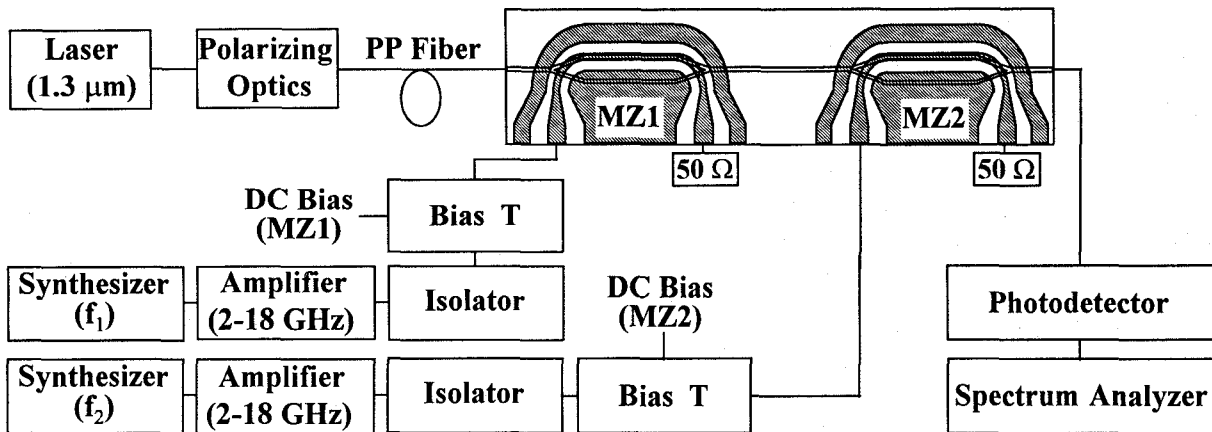 Laser
(1.3 μm)
Polarizing
Optics
PP Fiber
MZ1
MZ2
50 Ω
50 Ω
DC Bias
(MZ1)
Bias T
Synthesizer
(f₁)
Amplifier
(2-18 GHz)
Isolator
DC Bias
(MZ2)
Photodetector
Synthesizer
(f₂)
Amplifier
(2-18 GHz)
Isolator
Bias T
Spectrum Analyzer